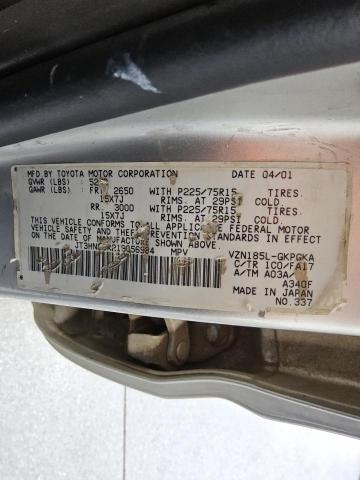 MFD.BY TOYOTA MOTOR CORPORATION DATE 04/01
GVWR (LBS) : 52
GAWR (LBS) : FR 2650 WITH P225/75R15 TIRES.
15X7J RIMS. AT 29PSI COLD.
RR 3000 WITH P225/75R15 TIRES.
15X7J RIMS. AT 29PSI COLD.
THIS VEHICLE CONFORMS TO ALL APPLICABLE FEDERAL MOTOR
VEHICLE SAFETY AND THEFT PREVENTION STANDARDS IN
EFFECT ON THE DATE OF MANUFACTURE SHOWN ABOVE.
MPV VZN185L-GKPGKA
C/TR 1C0/FA17
A/TM A03A/
A340F
MADE IN JAPAN
NO.337